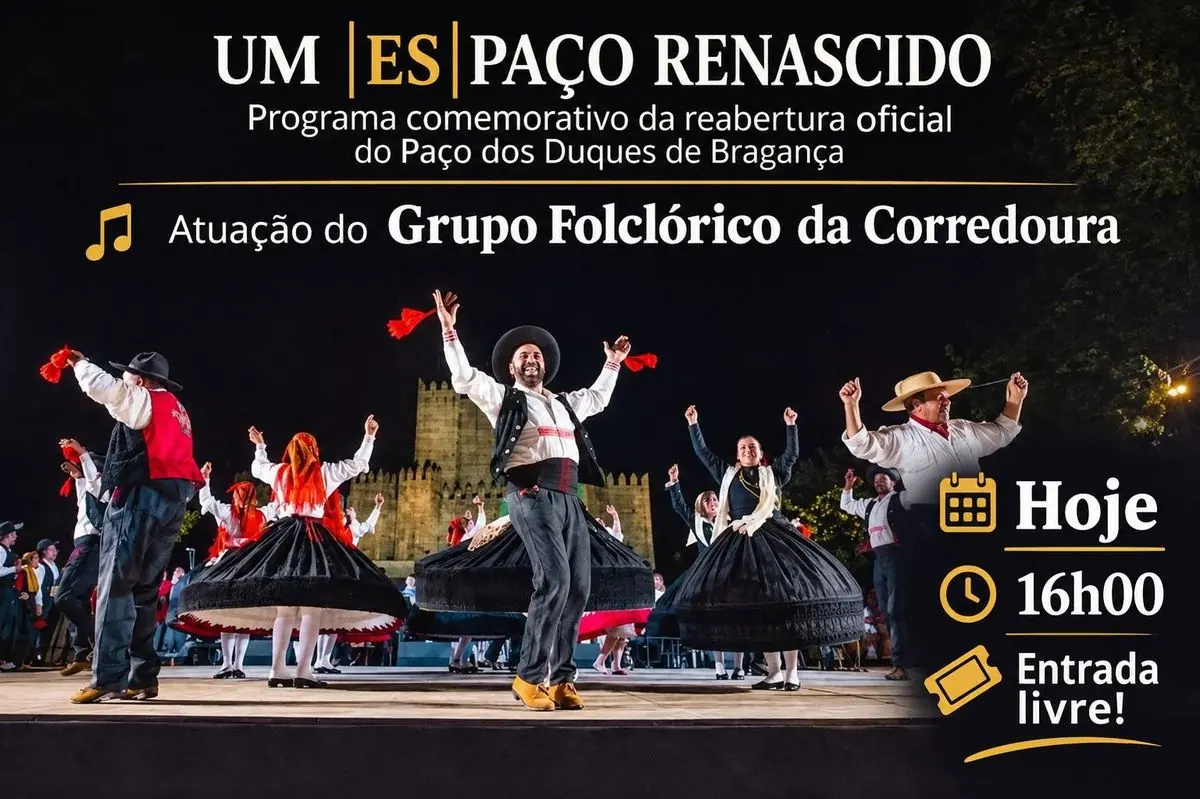 UM |ES|PAÇO RENASCIDO
Programa comemorativo da reabertura oficial
do Paço dos Duques de Bragança
Atuação do Grupo Folclórico da Corredoura
Hoje
16h00
Entrada
livre!